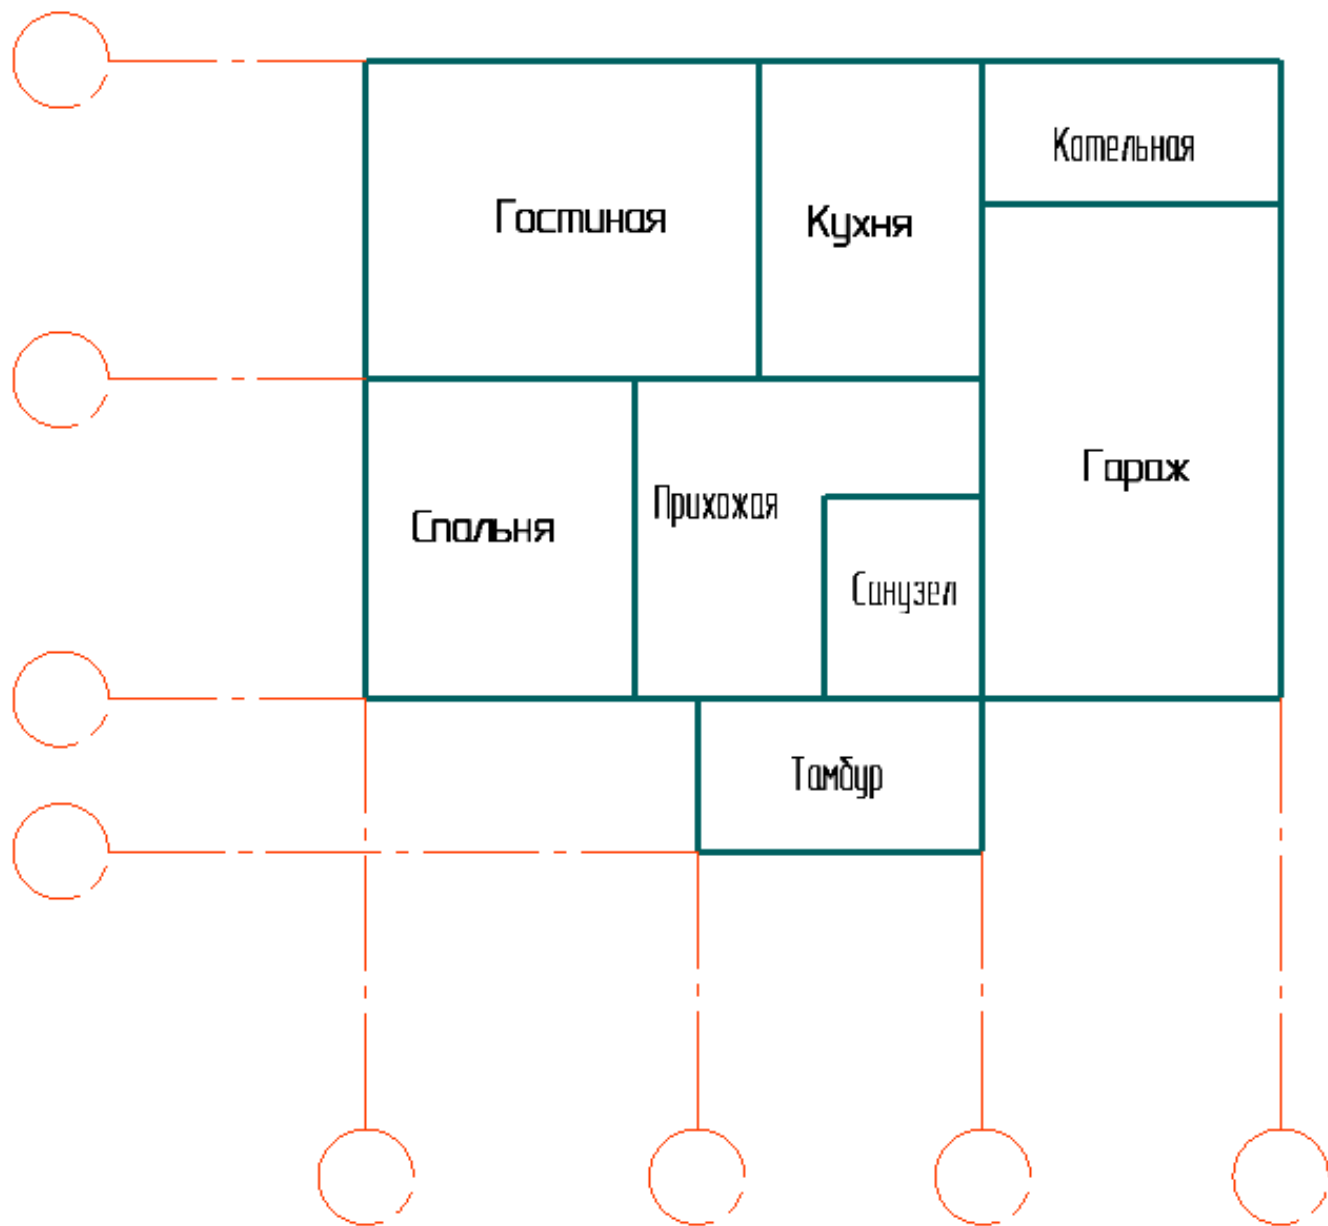 Котельная
Гостиная
Кухня
Гараж
Прихожая
Спальня
Санузел
Тамбур